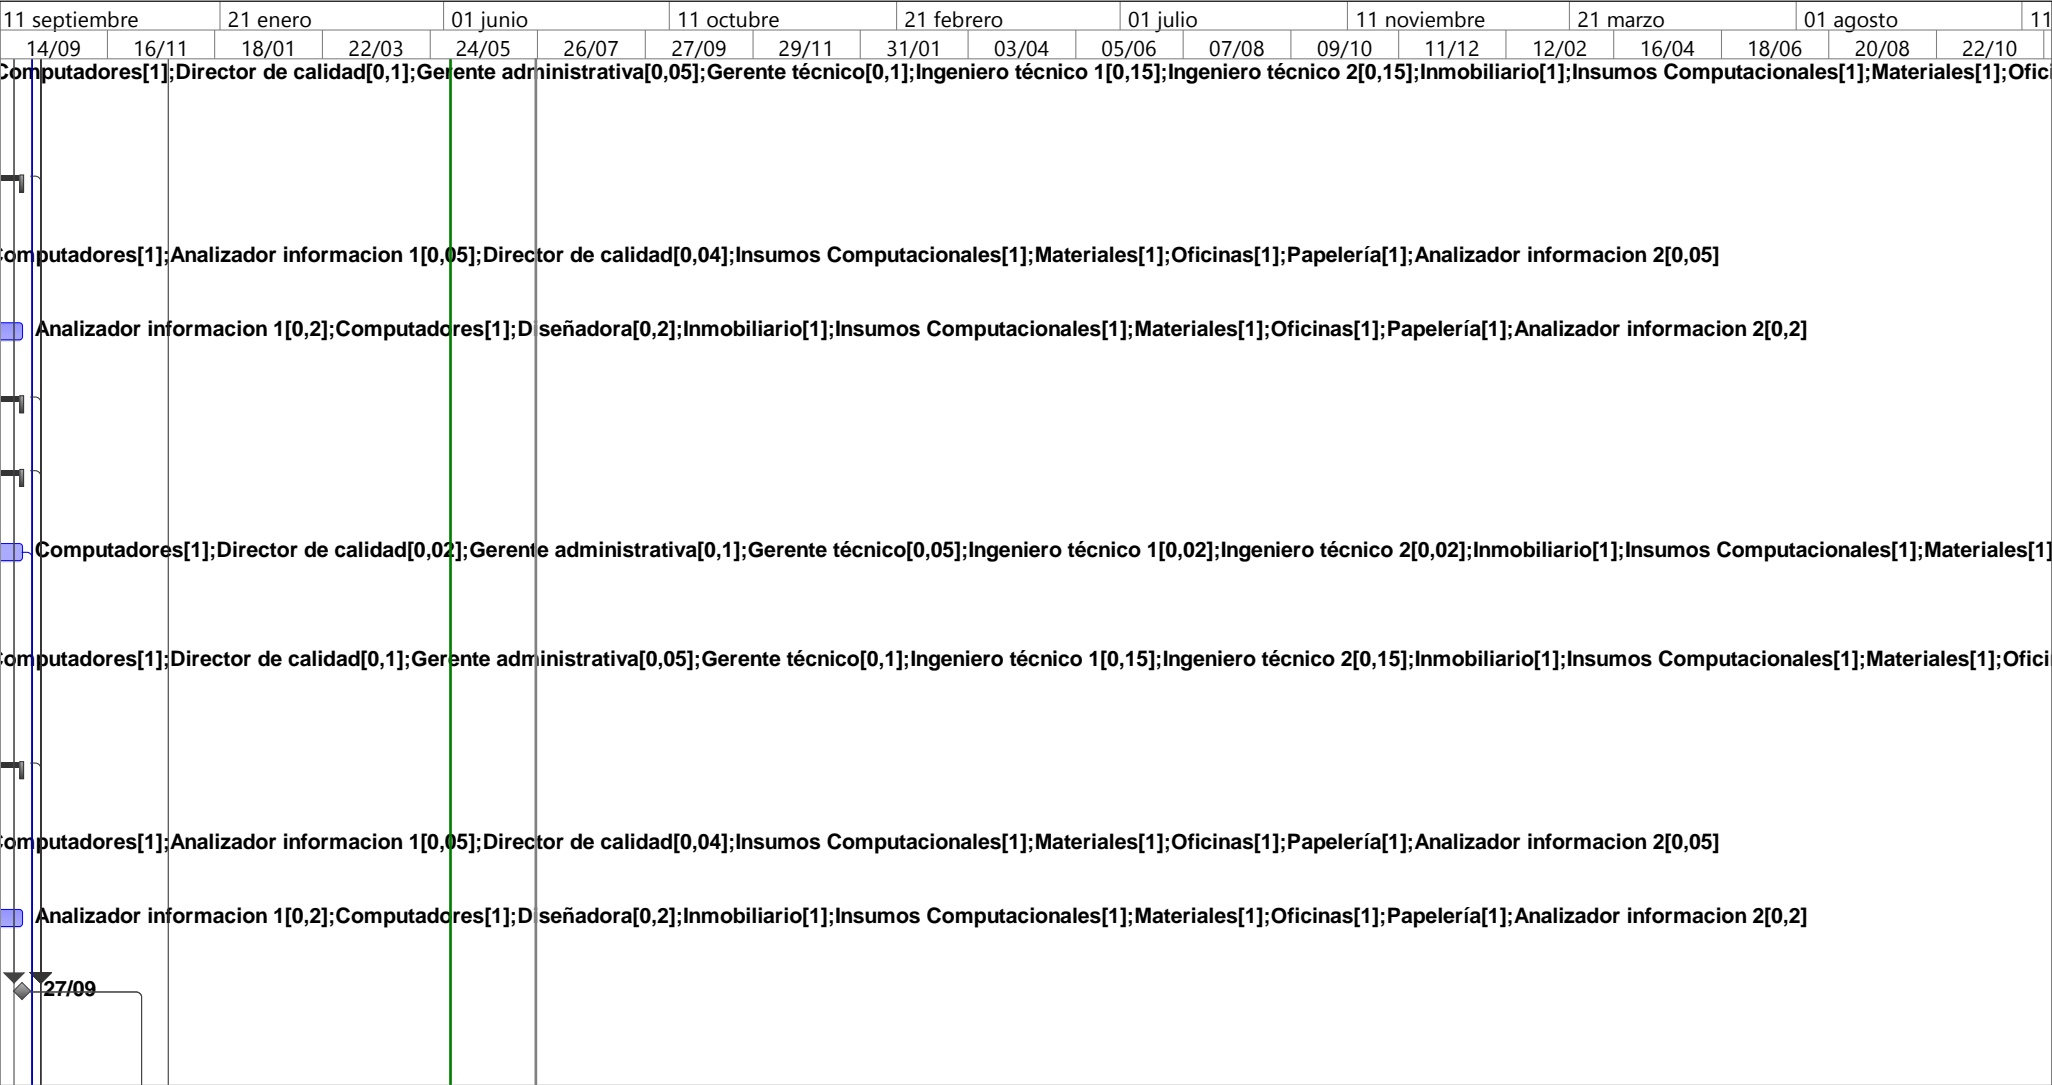 11 septiembre 21 enero 01 junio 11 octubre 21 febrero 01 julio 11 noviembre 21 marzo 01 agosto 11
14/09 16/11 18/01 22/03 24/05 26/07 27/09 29/11 31/01 03/04 05/06 07/08 09/10 11/12 12/02 16/04 18/06 20/08 22/10
Computadores[1];Director de calidad[0,1];Gerente administrativa[0,05];Gerente técnico[0,1];Ingeniero técnico 1[0,15];Ingeniero técnico 2[0,15];Inmobiliario[1];Insumos Computacionales[1];Materiales[1];Ofici
Computadores[1];Analizador informacion 1[0,05];Director de calidad[0,04];Insumos Computacionales[1];Materiales[1];Oficinas[1];Papelería[1];Analizador informacion 2[0,05]
Analizador informacion 1[0,2];Computadores[1];Diseñadora[0,2];Inmobiliario[1];Insumos Computacionales[1];Materiales[1];Oficinas[1];Papelería[1];Analizador informacion 2[0,2]
Computadores[1];Director de calidad[0,02];Gerente administrativa[0,1];Gerente técnico[0,05];Ingeniero técnico 1[0,02];Ingeniero técnico 2[0,02];Inmobiliario[1];Insumos Computacionales[1];Materiales[1]
Computadores[1];Director de calidad[0,1];Gerente administrativa[0,05];Gerente técnico[0,1];Ingeniero técnico 1[0,15];Ingeniero técnico 2[0,15];Inmobiliario[1];Insumos Computacionales[1];Materiales[1];Ofici
Computadores[1];Analizador informacion 1[0,05];Director de calidad[0,04];Insumos Computacionales[1];Materiales[1];Oficinas[1];Papelería[1];Analizador informacion 2[0,05]
Analizador informacion 1[0,2];Computadores[1];Diseñadora[0,2];Inmobiliario[1];Insumos Computacionales[1];Materiales[1];Oficinas[1];Papelería[1];Analizador informacion 2[0,2]
27/09